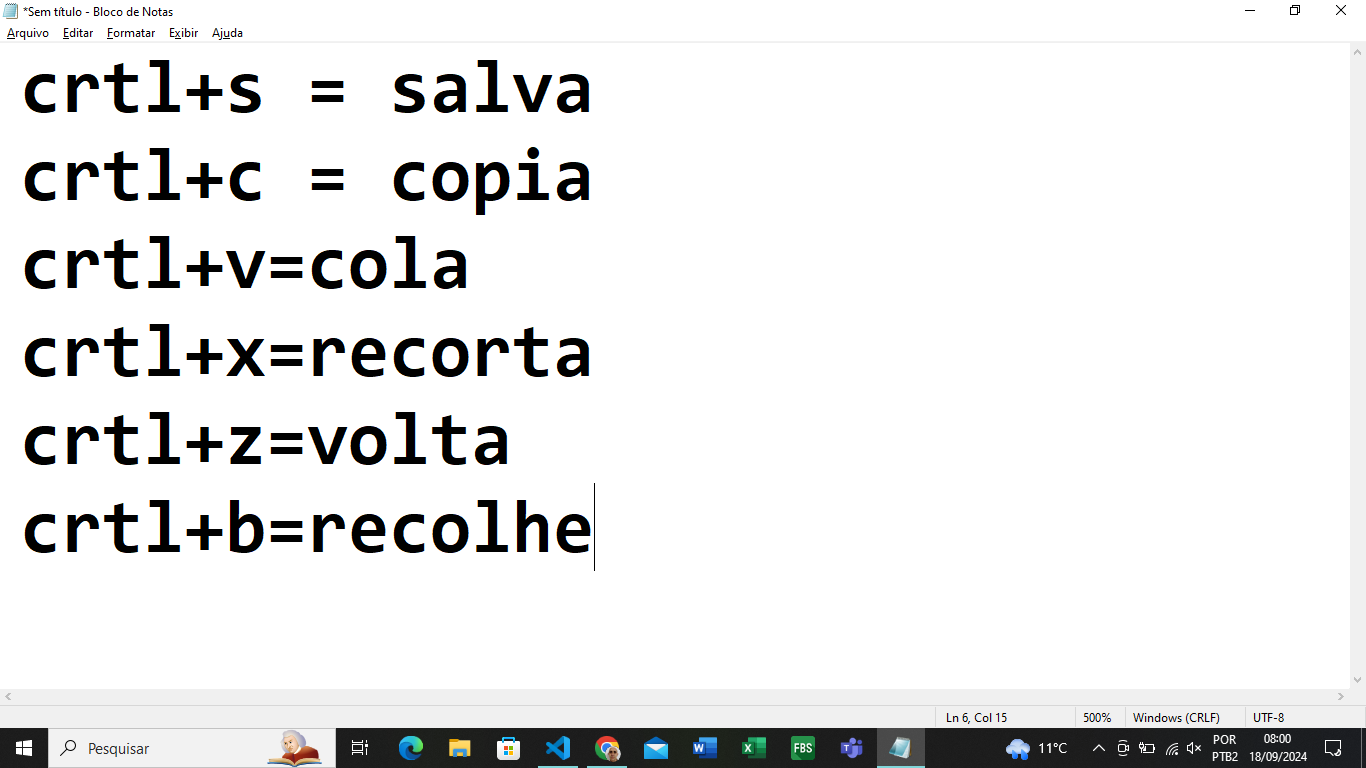 *Sem título - Bloco de Notas
Arquivo Editar Formatar Exibir Ajuda
crtl+s = salva
crtl+c = copia
crtl+v=cola
crtl+x=recorta
crtl+z=volta
crtl+b=recolhe
Ln 6, Col 15 500% Windows (CRLF) UTF-8
Pesquisar
FBS
11°C
POR
PTB2
08:00
18/09/2024